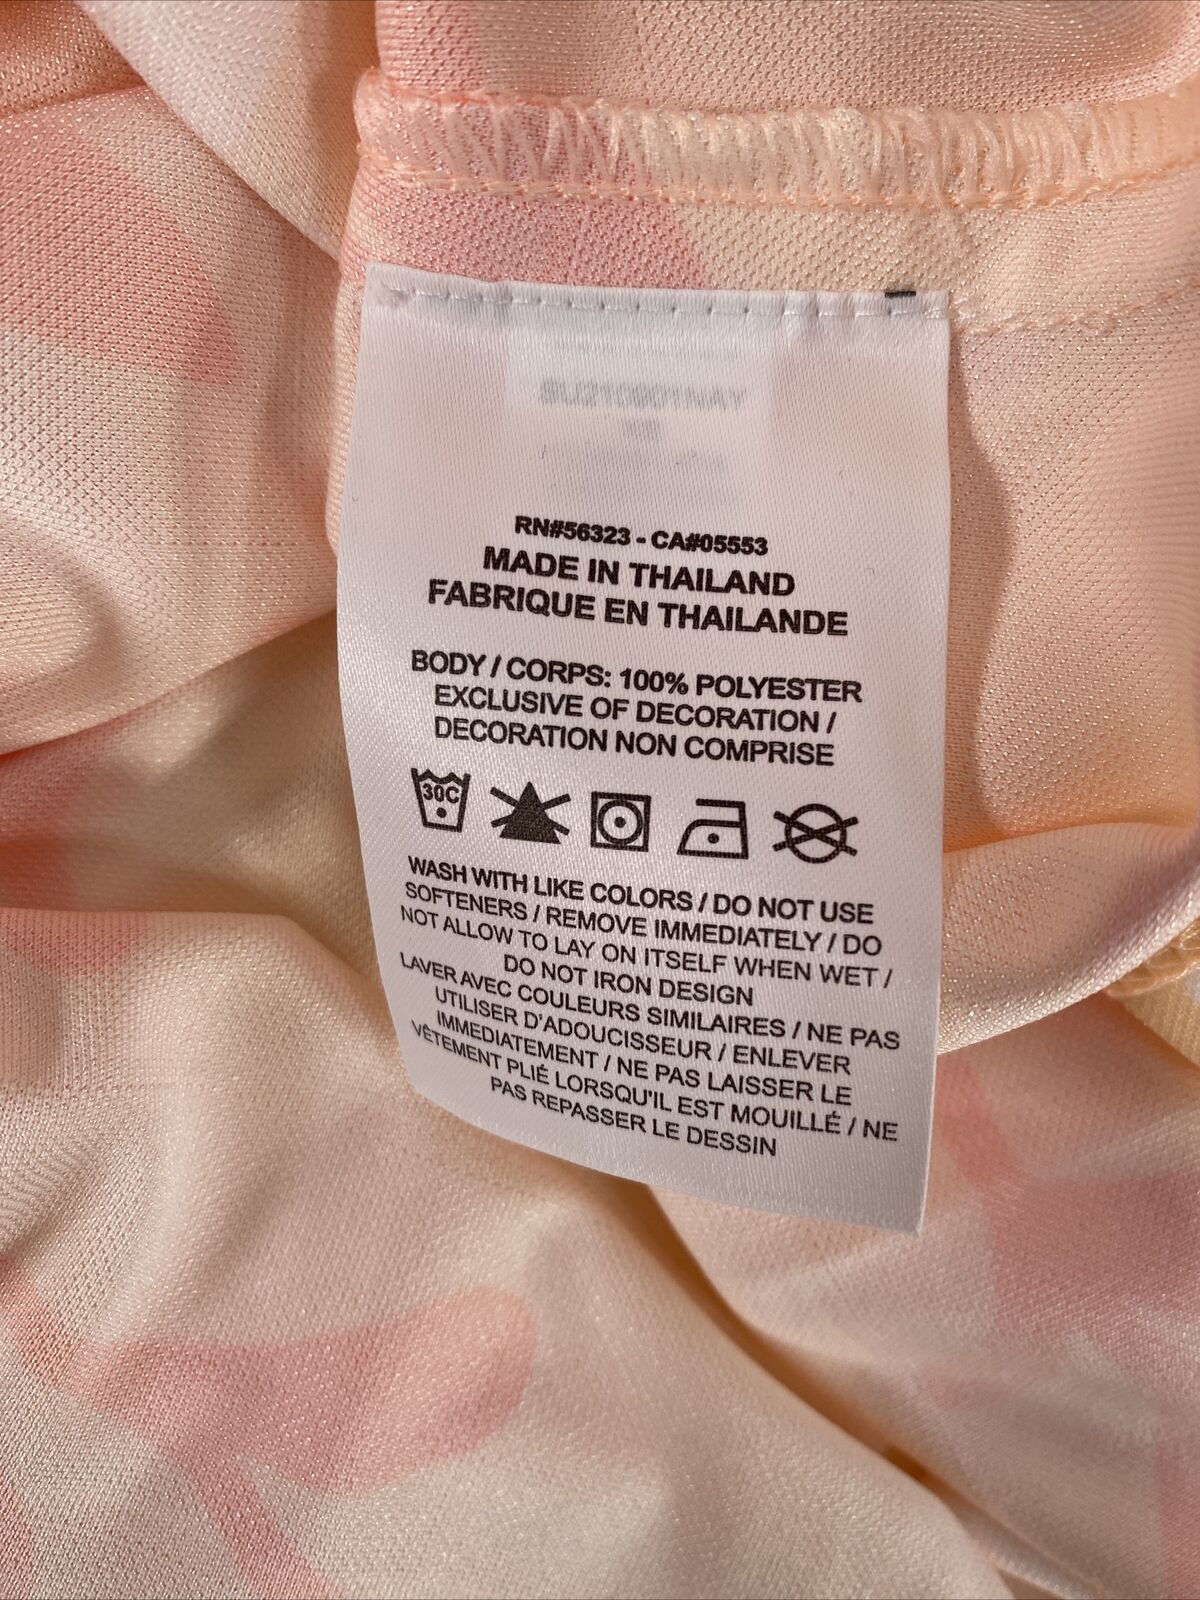 RN#56323 - CA#05553
MADE IN THAILAND
FABRIQUE EN THAILANDE
BODY / CORPS: 100% POLYESTER
EXCLUSIVE OF DECORATION /
DECORATION NON COMPRISE
30C
WASH WITH LIKE COLORS / DO NOT USE
SOFTENERS / REMOVE IMMEDIATELY / DO
NOT ALLOW TO LAY ON ITSELF WHEN WET /
DO NOT IRON DESIGN
LAVER AVEC COULEURS SIMILAIRES / NE PAS
UTILISER D'ADOUCISSEUR / ENLEVER
IMMEDIATEMENT / NE PAS LAISSER LE
VÊTEMENT PLIÉ LORSQU'IL EST MOUILLÉ / NE
PAS REPASSER LE DESSIN